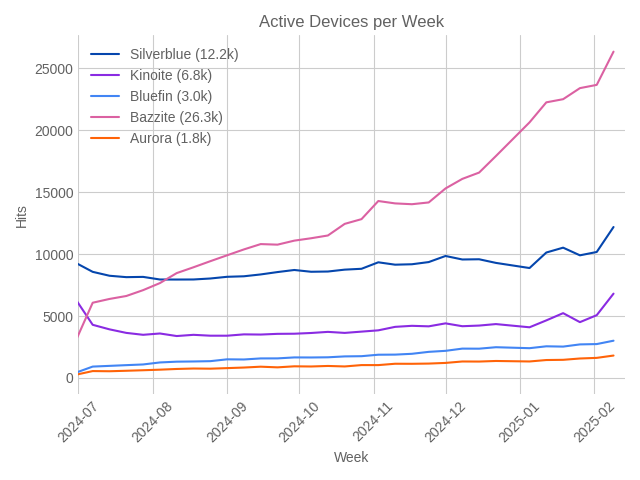 Active Devices per Week
Silverblue (12.2k)
Kinoite (6.8k)
Bluefin (3.0k)
Bazzite (26.3k)
Aurora (1.8k)
Hits
25000
20000
15000
10000
5000
0
2024-07
2024-08
2024-09
2024-10
2024-11
2024-12
2025-01
2025-02
Week